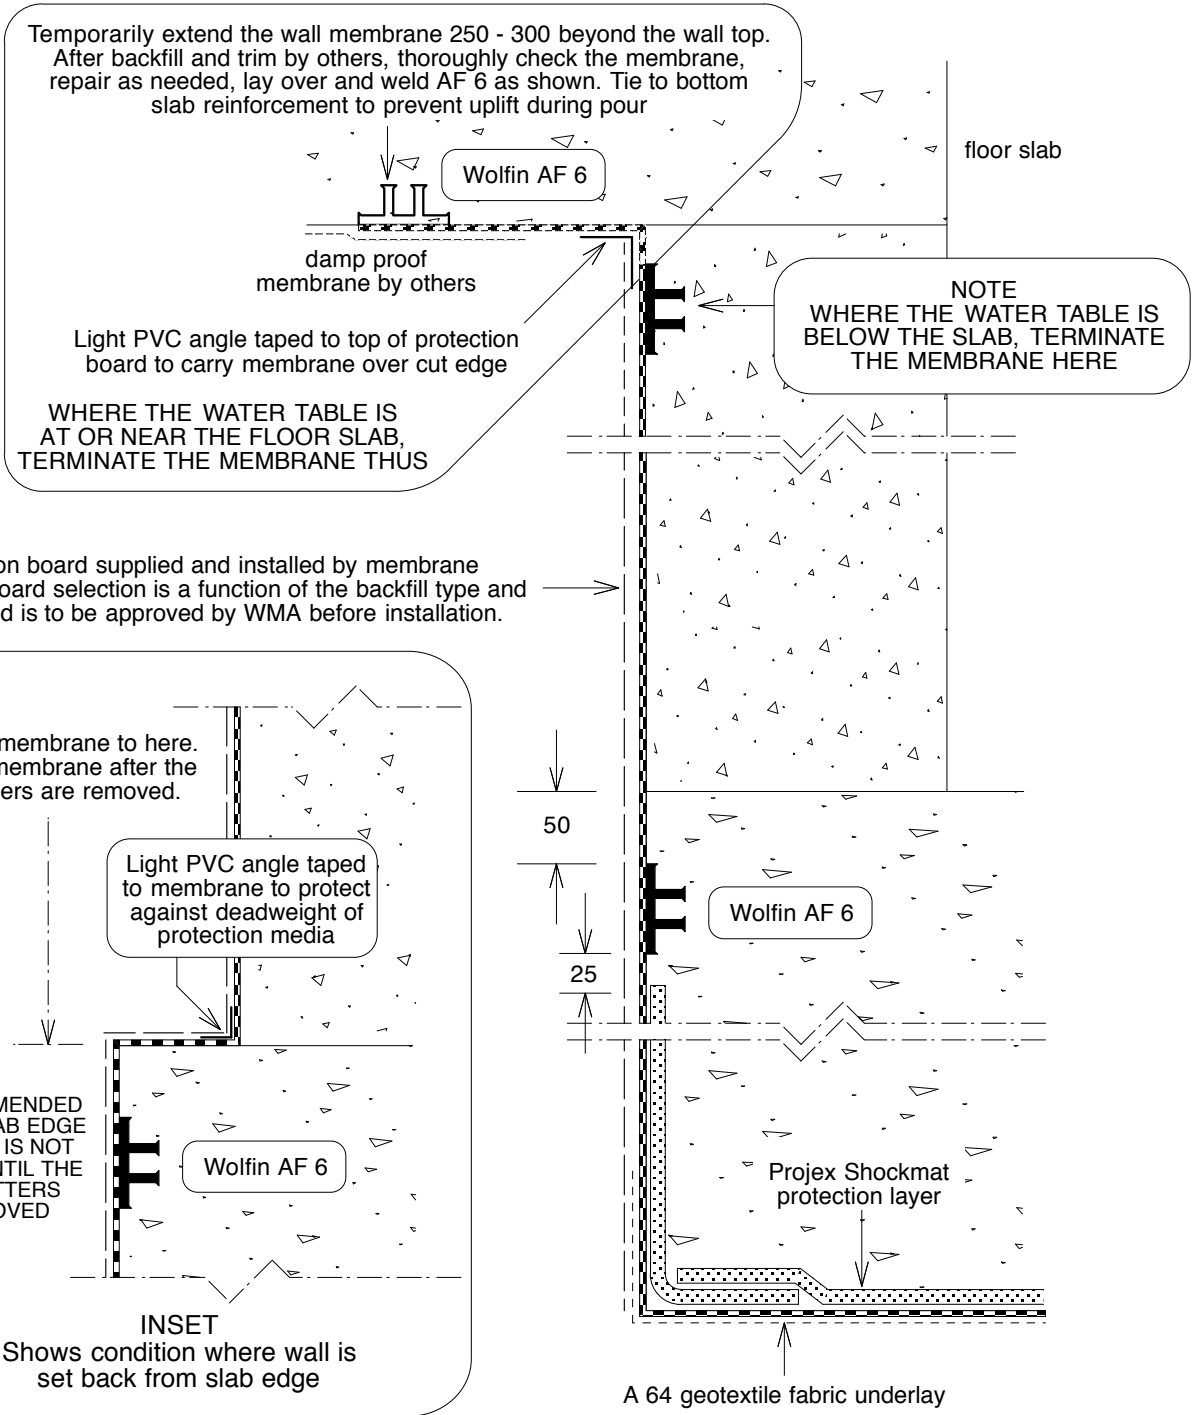 Temporarily extend the wall membrane 250 - 300 beyond the wall top.
After backfill and trim by others, thoroughly check the membrane,
repair as needed, lay over and weld AF 6 as shown. Tie to bottom
slab reinforcement to prevent uplift during pour
floor slab
Wolfin AF 6
damp proof
membrane by others
NOTE
WHERE THE WATER TABLE IS
BELOW THE SLAB, TERMINATE
THE MEMBRANE HERE
Light PVC angle taped to top of protection
board to carry membrane over cut edge
WHERE THE WATER TABLE IS
AT OR NEAR THE FLOOR SLAB,
TERMINATE THE MEMBRANE THUS
on board supplied and installed by membrane
oard selection is a function of the backfill type and
d is to be approved by WMA before installation.
membrane to here.
membrane after the
ers are removed.
50
Light PVC angle taped
to membrane to protect
against deadweight of
protection media
Wolfin AF 6
25
MENDED
AB EDGE
IS NOT
NTIL THE
TTERS
OVED
Wolfin AF 6
Projex Shockmat
protection layer
INSET
Shows condition where wall is
set back from slab edge
A 64 geotextile fabric underlay